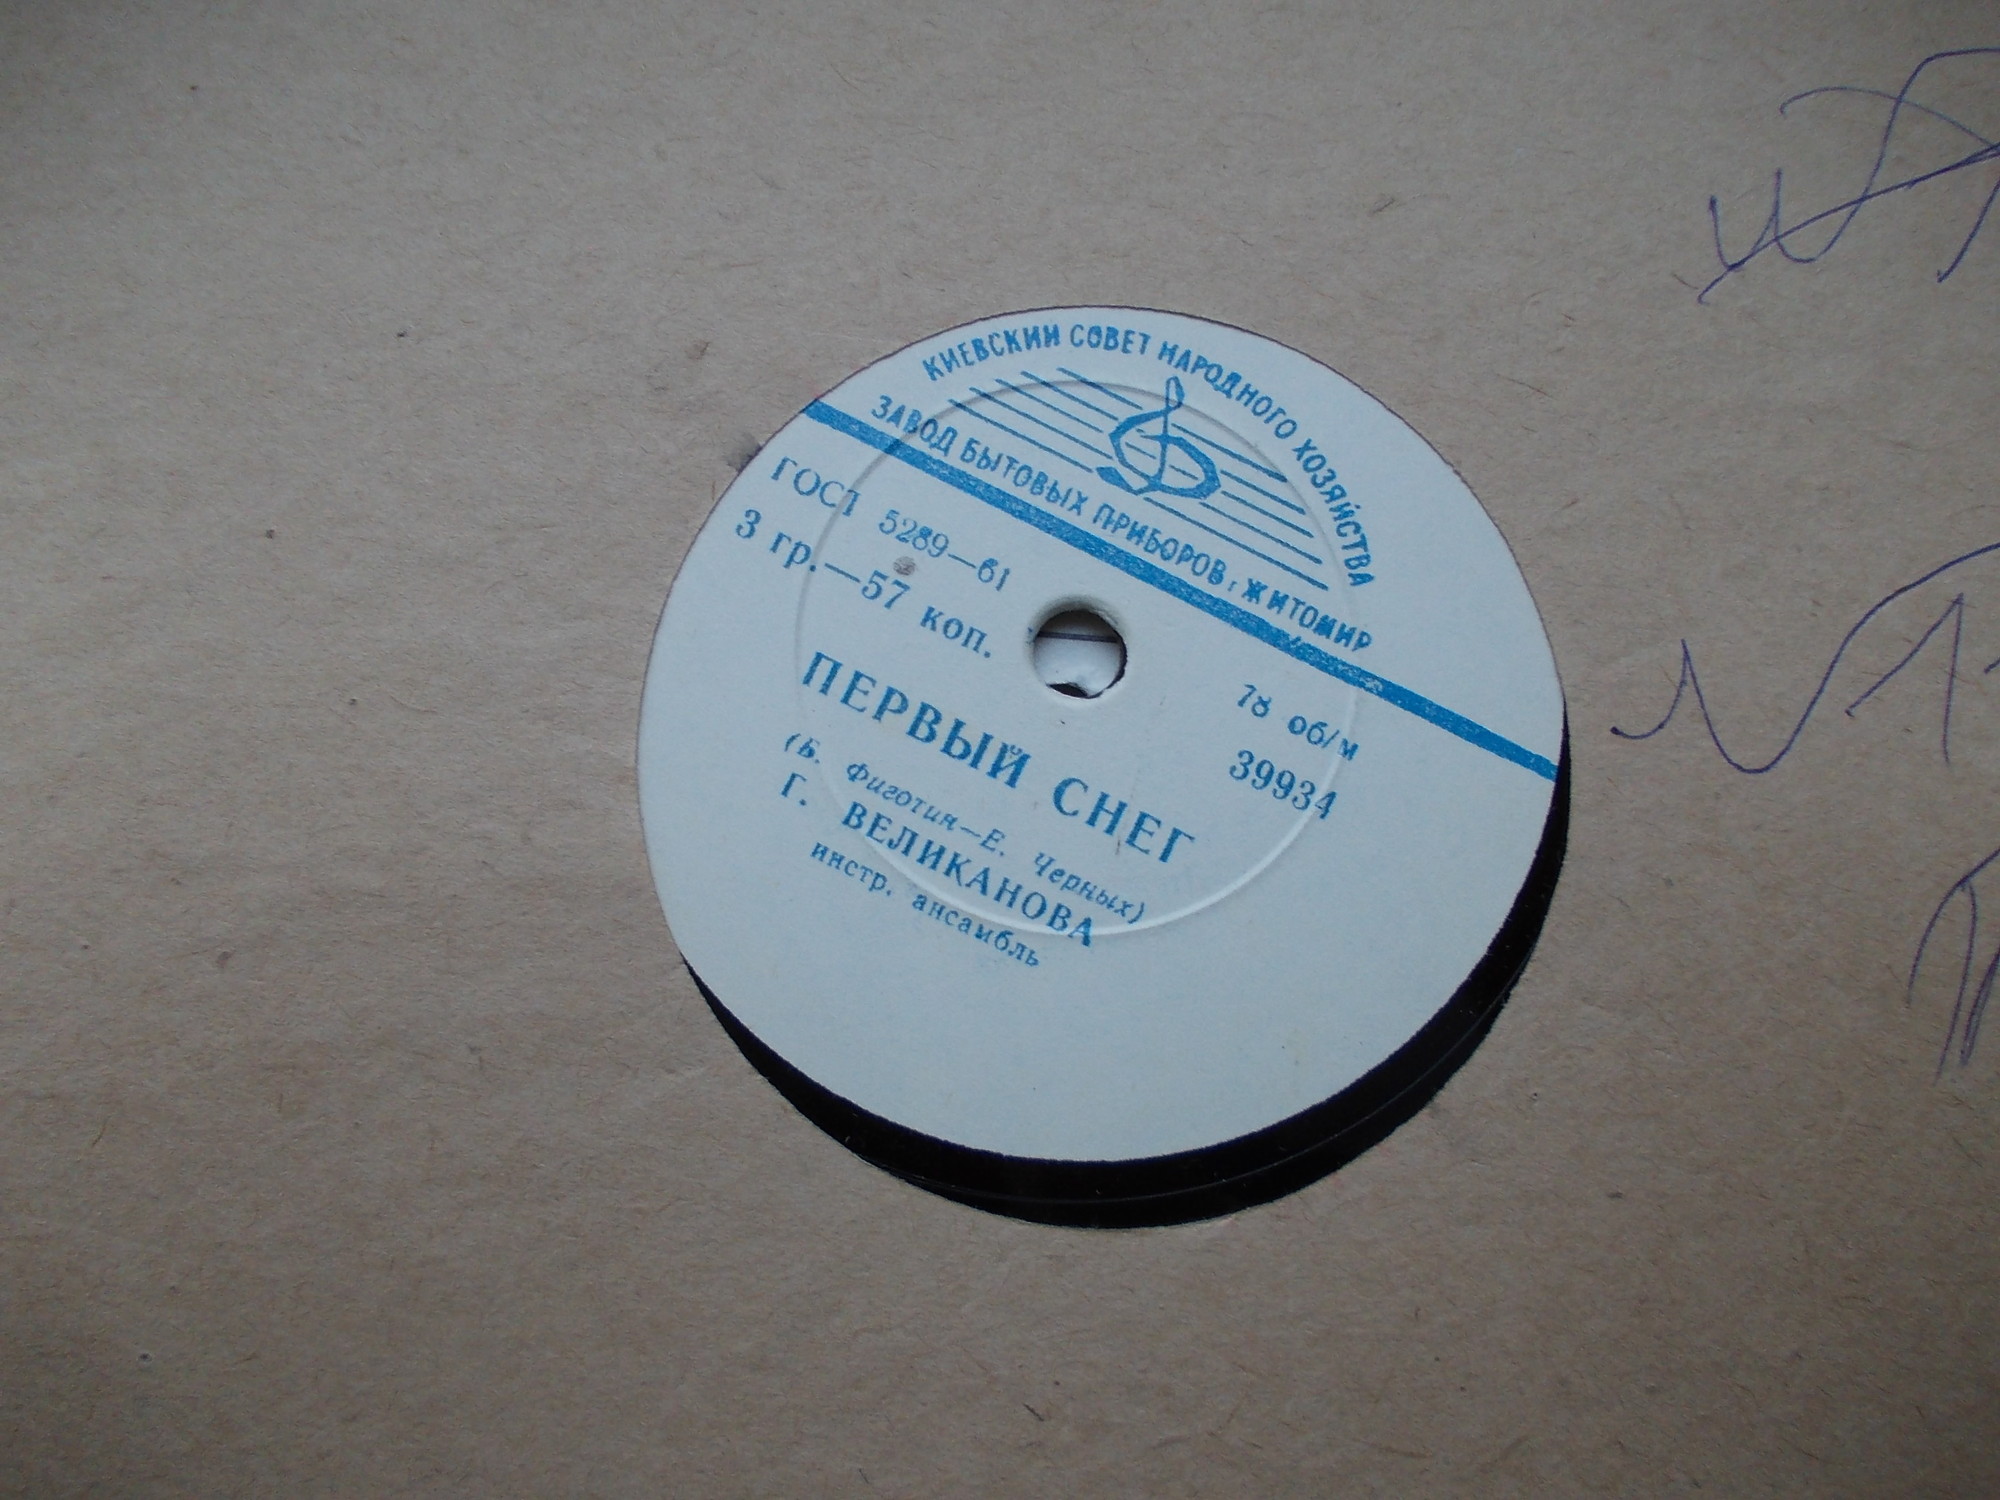 КИЕВСКИЙ СОВЕТ НАРОДНОГО ХОЗЯЙСТВА
ЗАВОД БЫТОВЫХ ПРИБОРОВ г. ЖИТОМИР
ГОСТ 5289—61
3 гр.—57 коп.
78 об/м
39934
ПЕРВЫЙ СНЕГ
(Б. Фиготин—Е. Черных)
Г. ВЕЛИКАНОВА
инстр. ансамбль